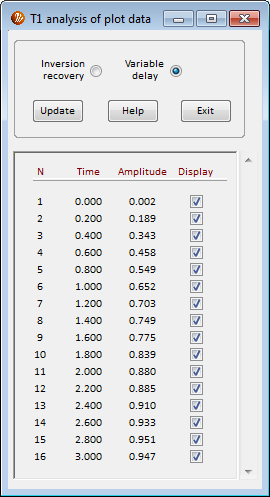 T1 analysis of plot data
Inversion recovery
Variable delay
Update Help Exit
N Time Amplitude Display
1 0.000 0.002
2 0.200 0.189
3 0.400 0.343
4 0.600 0.458
5 0.800 0.549
6 1.000 0.652
7 1.200 0.703
8 1.400 0.749
9 1.600 0.775
10 1.800 0.839
11 2.000 0.880
12 2.200 0.885
13 2.400 0.910
14 2.600 0.933
15 2.800 0.951
16 3.000 0.947